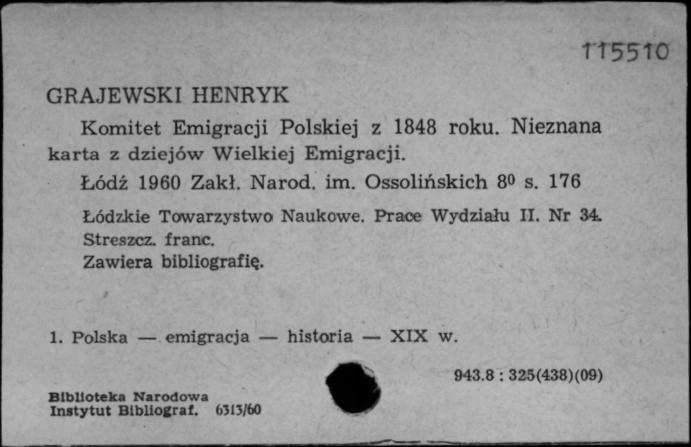 115510
GRAJEWSKI HENRYK
Komitet Emigracji Polskiej z 1848 roku. Nieznana
karta z dziejów Wielkiej Emigracji.
Łódź 1960 Zakł. Narod. im. Ossolińskich 8⁰ s. 176
Łódzkie Towarzystwo Naukowe. Prace Wydziału II. Nr 34.
Streszcz. franc.
Zawiera bibliografię.
1. Polska — emigracja — historia — XIX w.
943.8 : 325(438)(09)
Biblioteka Narodowa
Instytut Bibliograf. 6313/60